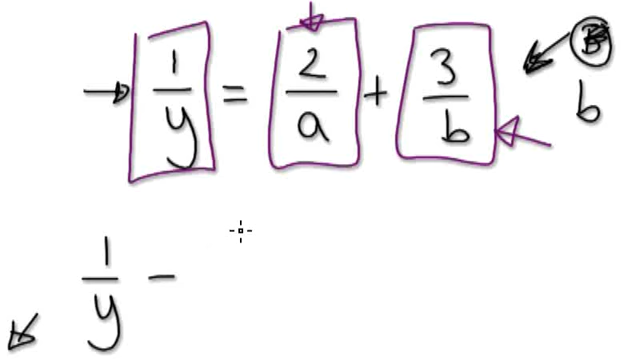 1/y = 2/a + 3/b
b
1/y -